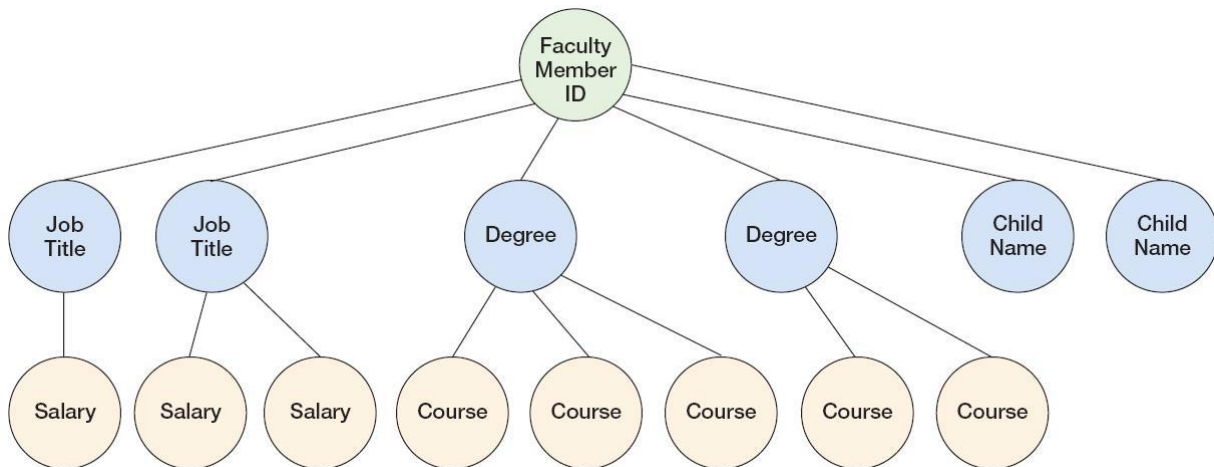 Faculty
Member
ID
Job
Title
Job
Title
Degree
Degree
Child
Name
Child
Name
Salary
Salary
Salary
Course
Course
Course
Course
Course